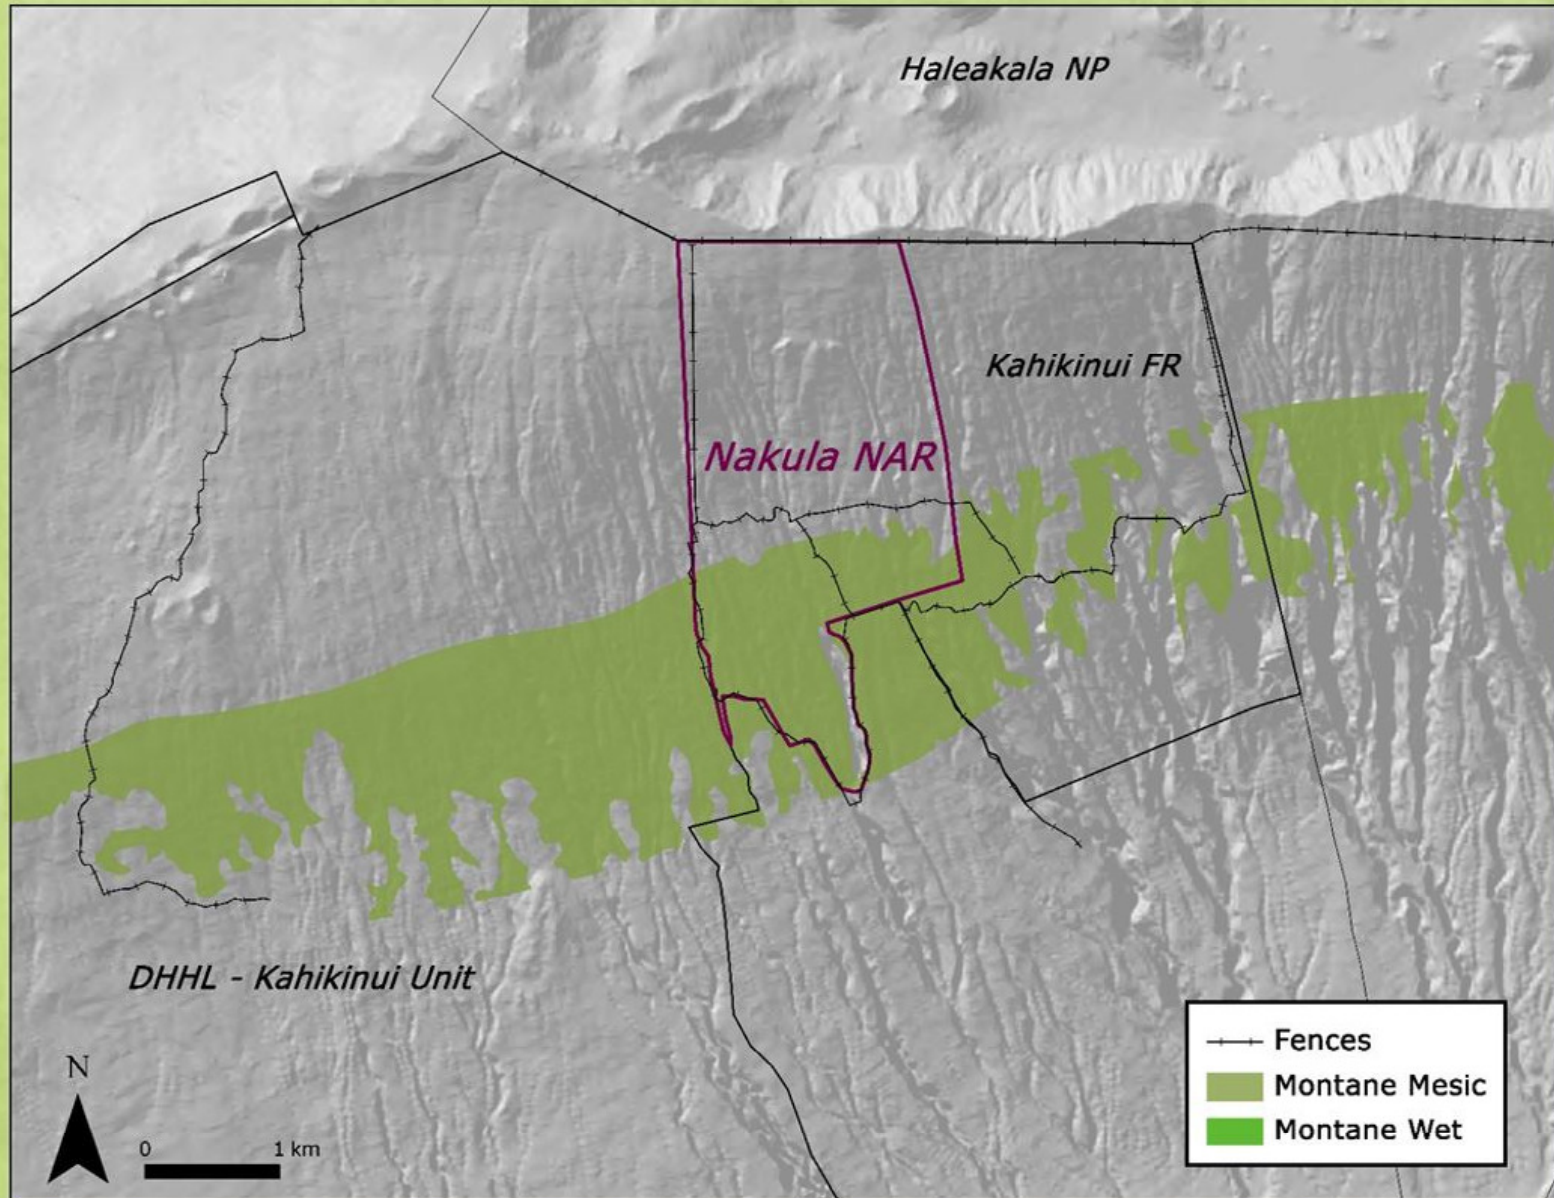 Haleakala NP
Kahikinui FR
Nakula NAR
DHHL - Kahikinui Unit
N
0 1 km
Fences
Montane Mesic
Montane Wet